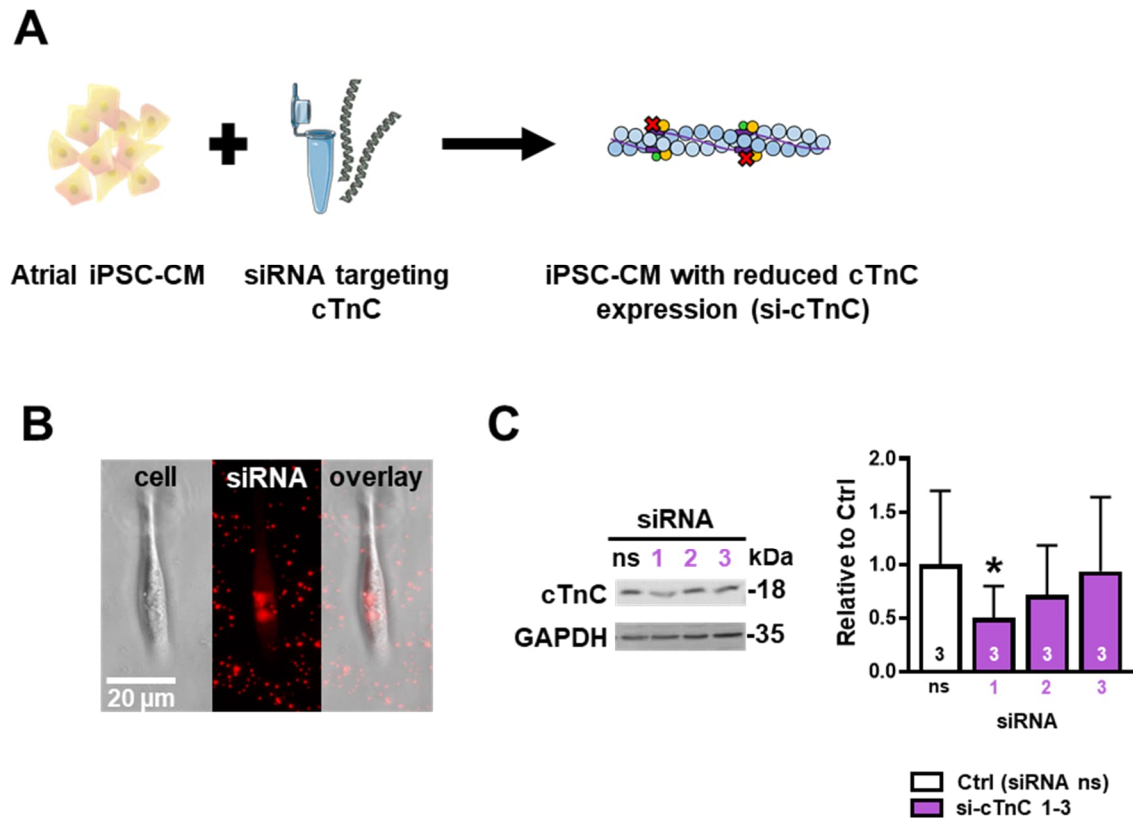 A
Atrial iPSC-CM
siRNA targeting
cTnC
iPSC-CM with reduced cTnC
expression (si-cTnC)
B
cell
siRNA
overlay
20 µm
C
siRNA
ns 1 2 3 kDa
cTnC -18
GAPDH -35
Relative to Ctrl
2.0
1.5
1.0
0.5
0.0
*
3 3 3 3
ns 1 2 3
siRNA
Ctrl (siRNA ns)
si-cTnC 1-3